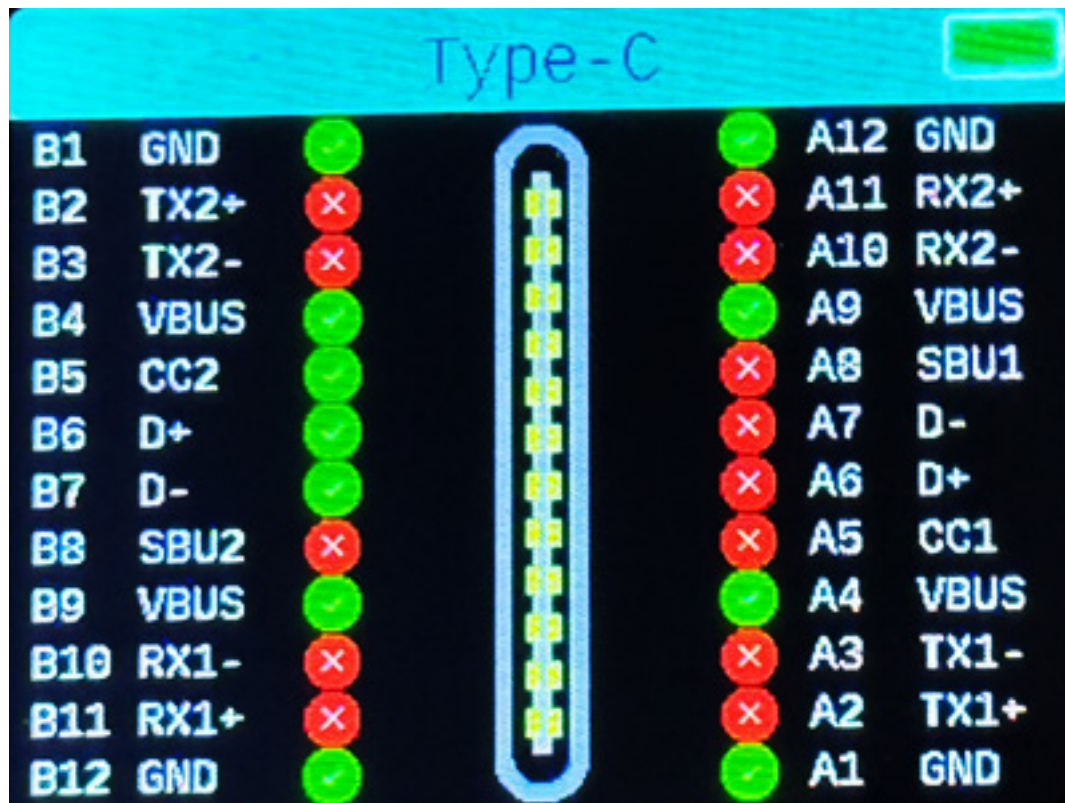 Type-C
B1 GND A12 GND
B2 TX2+ A11 RX2+
B3 TX2- A10 RX2-
B4 VBUS A9 VBUS
B5 CC2 A8 SBU1
B6 D+ A7 D-
B7 D- A6 D+
B8 SBU2 A5 CC1
B9 VBUS A4 VBUS
B10 RX1- A3 TX1-
B11 RX1+ A2 TX1+
B12 GND A1 GND